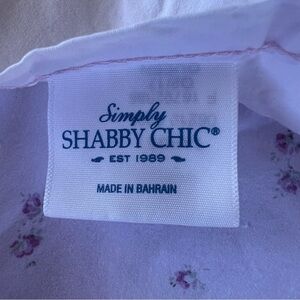 Simply
SHABBY CHIC®
EST 1989
MADE IN BAHRAIN